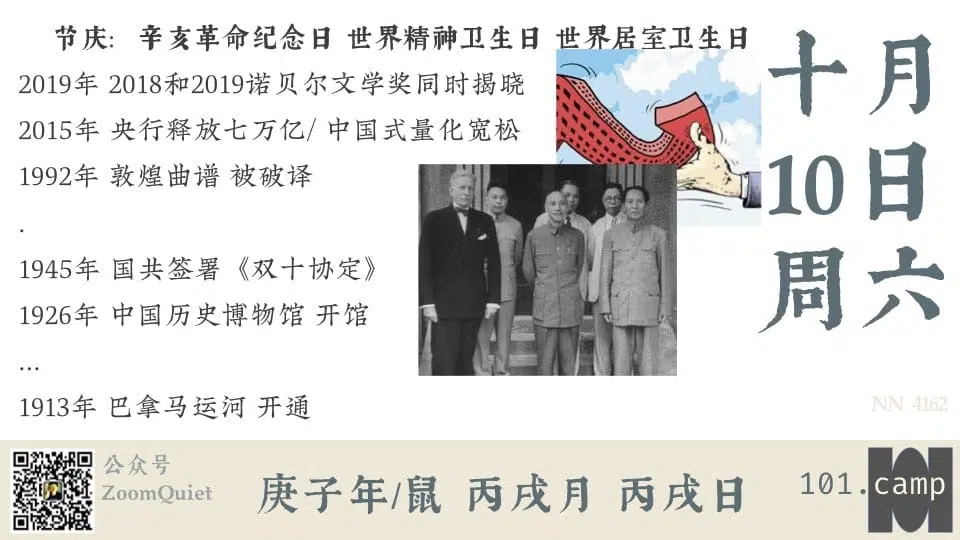 节庆: 辛亥革命纪念日 世界精神卫生日 世界居室卫生日
2019年 2018和2019诺贝尔文学奖同时揭晓
2015年 央行释放七万亿/ 中国式量化宽松
1992年 敦煌曲谱 被破译
.
1945年 国共签署《双十协定》
1926年 中国历史博物馆 开馆
...
1913年 巴拿马运河 开通
十月
10日
周六
NN 4162
公众号
ZoomQuiet
庚子年/鼠 丙戌月 丙戌日
101.camp